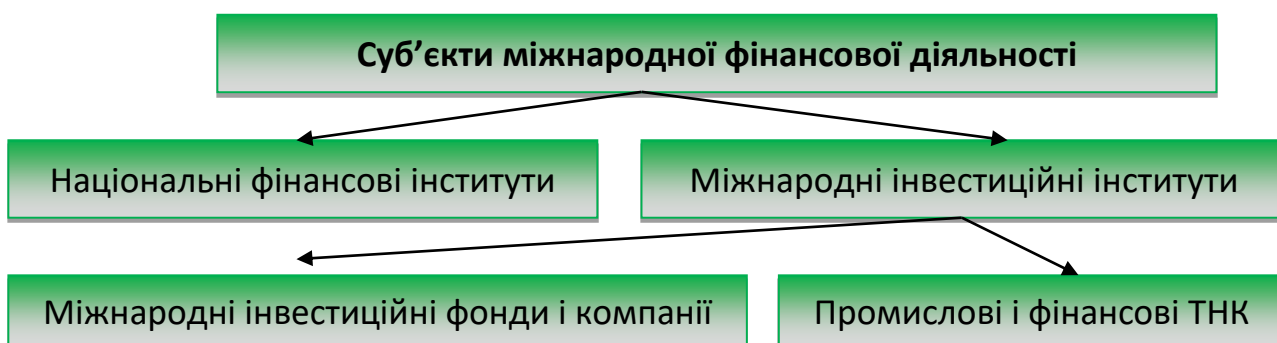 Суб’єкти міжнародної фінансової діяльності
Національні фінансові інститути
Міжнародні інвестиційні інститути
Міжнародні інвестиційні фонди і компанії
Промислові і фінансові ТНК